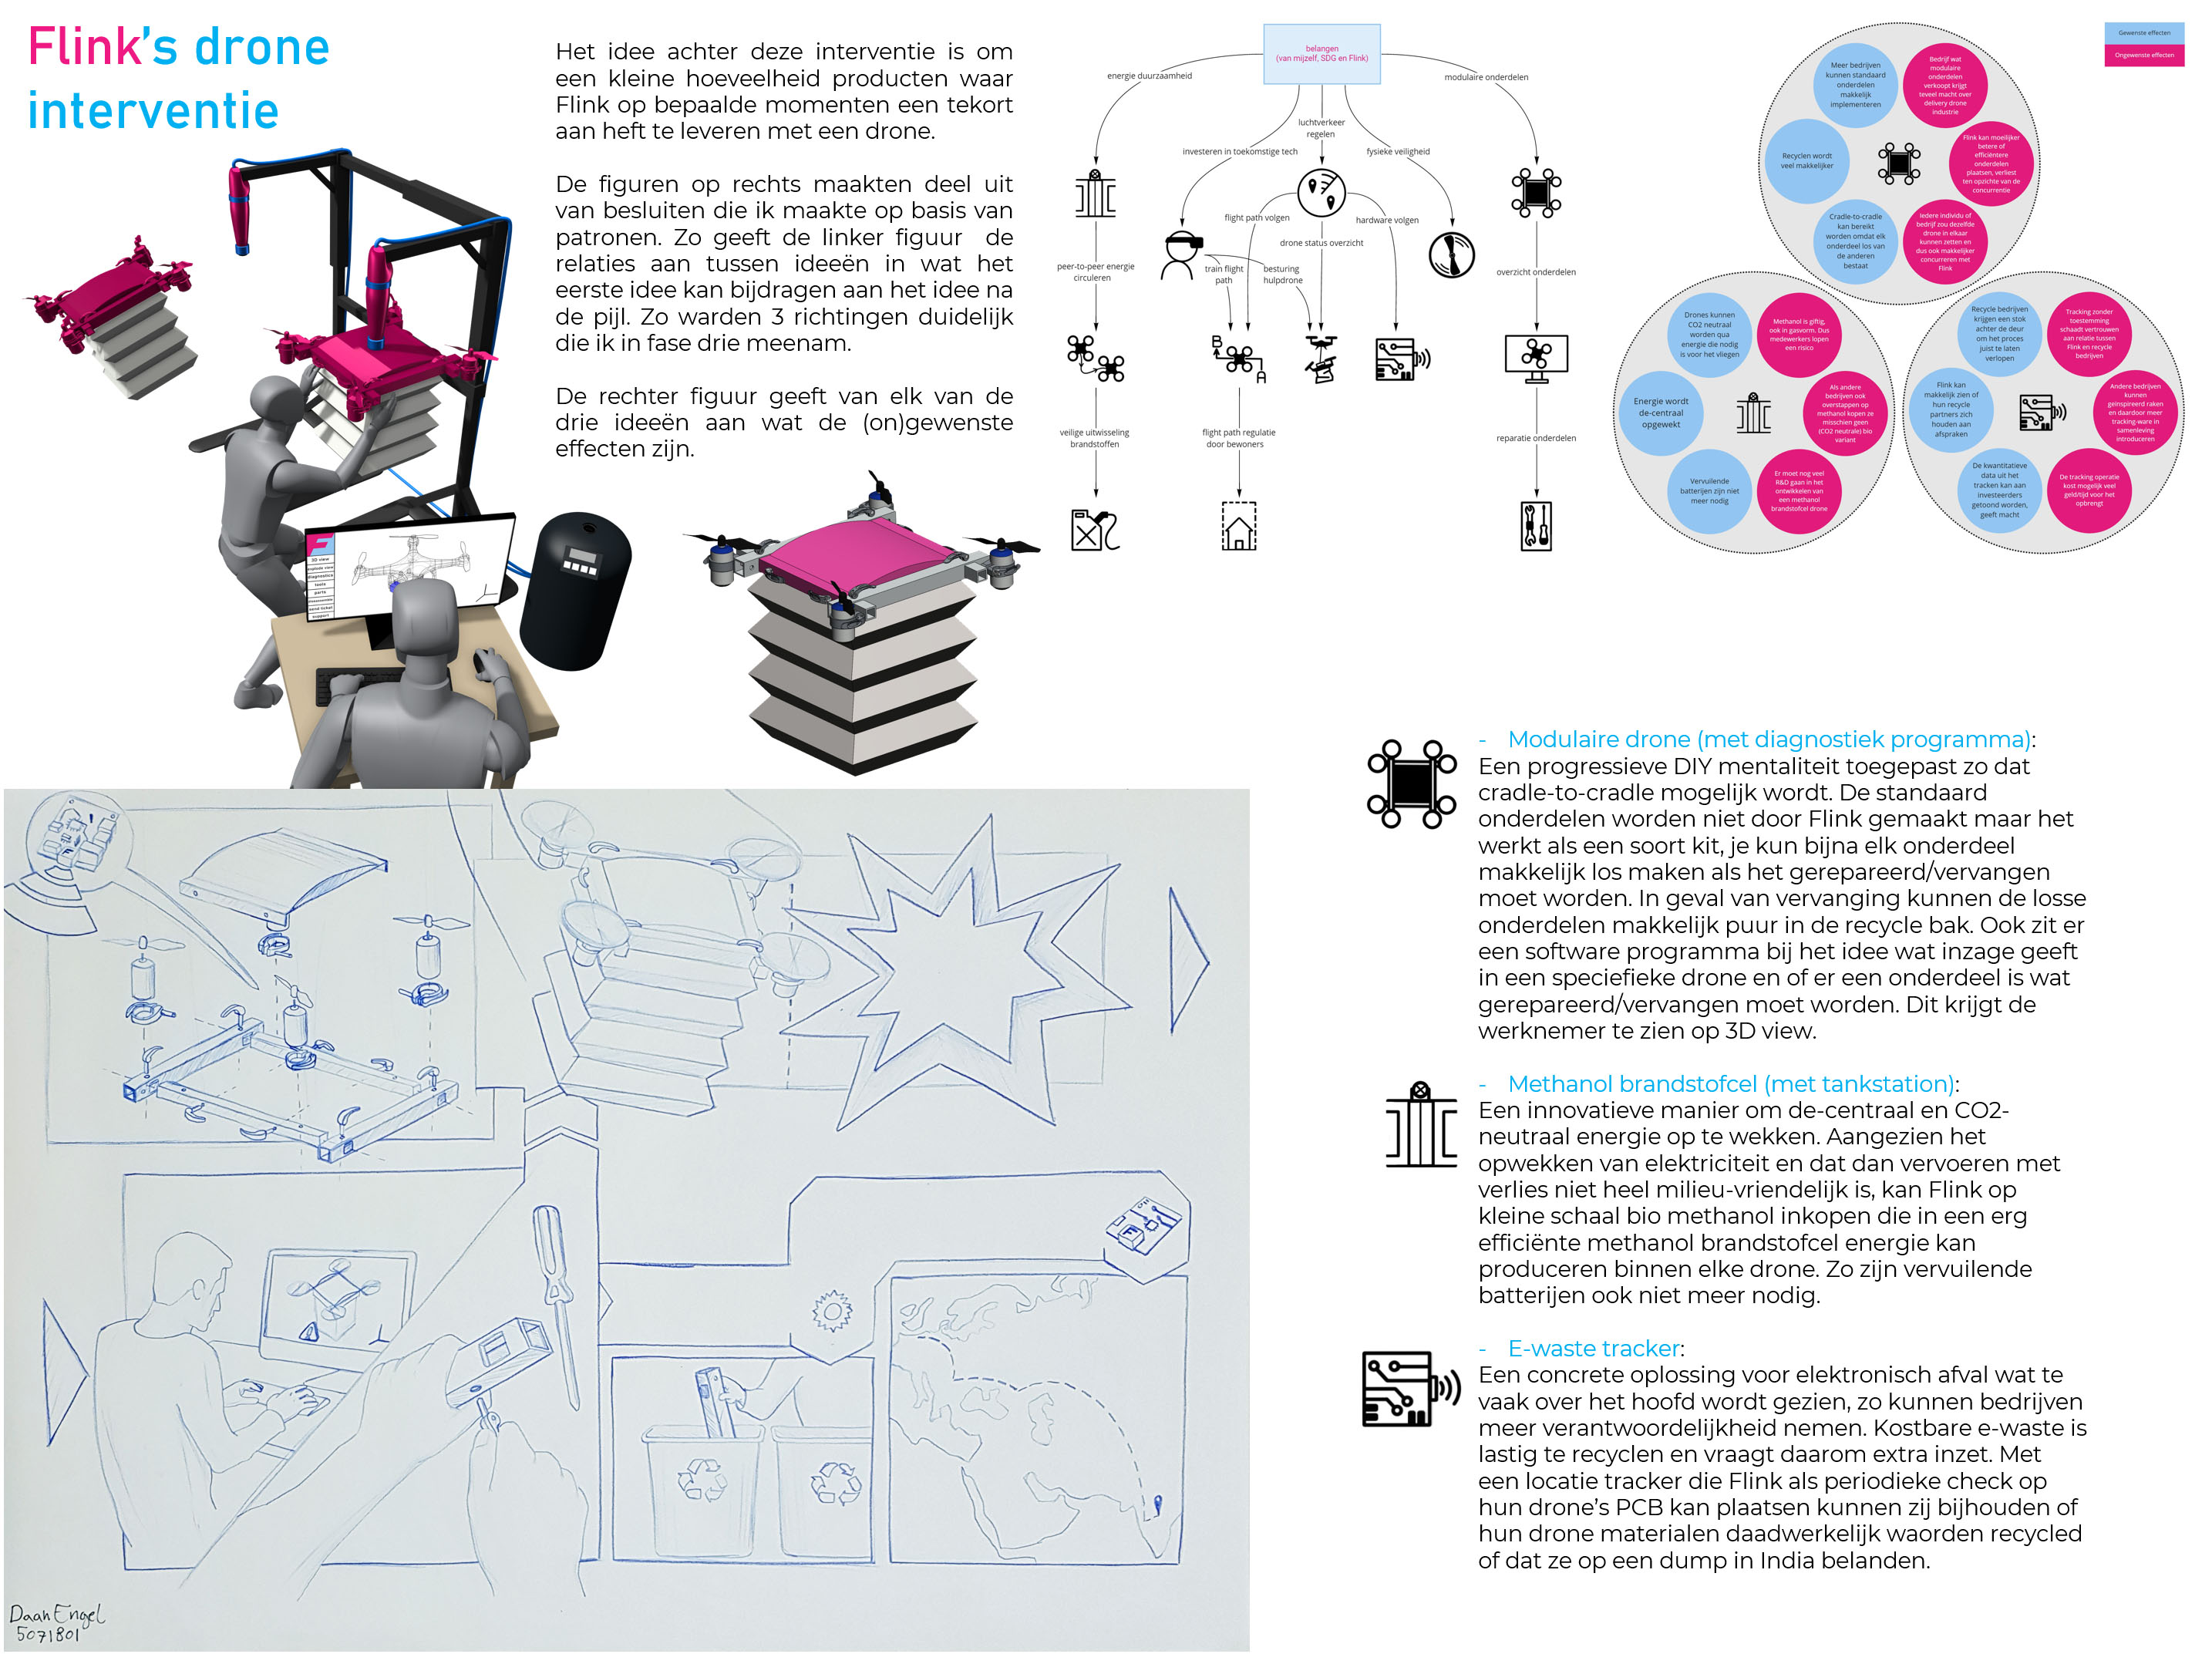 Flink's drone
interventie
Het idee achter deze interventie is om
een kleine hoeveelheid producten waar
Flink op bepaalde momenten een tekort
aan heft te leveren met een drone.
De figuren op rechts maakten deel uit
van besluiten die ik maakte op basis van
patronen. Zo geeft de linker figuur de
relaties aan tussen ideeën in wat het
eerste idee kan bijdragen aan het idee na
de pijl. Zo warden 3 richtingen duidelijk
die ik in fase drie meenam.
De rechter figuur geeft van elk van de
drie ideeën aan wat de (on)gewenste
effecten zijn.
belangen
(van mijzelf, SDG en Flink)
energie duurzaamheid
modulaire onderdelen
luchtverkeer
regelen
investeren in toekomstige tech
fysieke veiligheid
flight path volgen
hardware volgen
drone status overzicht
train flight
path
besturing
hulpdrone
peer-to-peer energie
circuleren
overzicht onderdelen
B
A
veilige uitwisseling
brandstoffen
flight path regulatie
door bewoners
reparatie onderdelen
Gewenste effecten
Ongewenste effecten
Meer bedrijven
kunnen standaard
onderdelen
makkelijk
implementeren
Bedrijf wat
modulaire
onderdelen
verkoopt krijgt
teveel macht over
delivery drone
industrie
Recyclen wordt
veel makkelijker
Flink kan moeilijker
betere of
efficiëntere
onderdelen
plaatsen, verliest
ten opzichte van de
concurrentie
Cradle-to-cradle
kan bereikt
worden omdat elk
onderdeel los van
de anderen
bestaat
Iedere individu of
bedrijf zou dezelfde
drone in elkaar
kunnen zetten en
dus ook makkelijker
concurreren met
Flink
Drones kunnen
CO2 neutraal
worden qua
energie die nodig
is voor het vliegen
Methanol is giftig,
ook in gasvorm. Dus
medewerkers lopen
een risico
Energie wordt
de-centraal
opgewekt
Als andere
bedrijven ook
overstappen op
methanol kopen ze
misschien geen
(CO2 neutrale) bio
variant
Vervuilende
batterijen zijn niet
meer nodig
Er moet nog veel
R&D gaan in het
ontwikkelen van
een methanol
brandstofcel drone
Recycle bedrijven
krijgen een stok
achter de deur
om het proces
juist te laten
verlopen
Tracking zonder
toestemming
schaadt vertrouwen
aan relatie tussen
Flink en recycle
bedrijven
Flink kan
makkelijk zien of
hun recycle
partners zich
houden aan
afspraken
Andere bedrijven
kunnen
geinspireerd raken
en daardoor meer
tracking-ware in
samenleving
introduceren
De kwantitatieve
data uit het
tracken kan aan
investeerders
getoond worden,
geeft macht
De tracking operatie
kost mogelijk veel
geld/tijd voor het
opbrengt
F
3D view
explode view
diagnostics
tools
parts
send ticket
support
- Modulaire drone (met diagnostiek programma):
Een progressieve DIY mentaliteit toegepast zo dat
cradle-to-cradle mogelijk wordt. De standaard
onderdelen worden niet door Flink gemaakt maar het
werkt als een soort kit, je kun bijna elk onderdeel
makkelijk los maken als het gerepareerd/vervangen
moet worden. In geval van vervanging kunnen de losse
onderdelen makkelijk puur in de recycle bak. Ook zit er
een software programma bij het idee wat inzage geeft
in een speciefieke drone en of er een onderdeel is wat
gerepareerd/vervangen moet worden. Dit krijgt de
werknemer te zien op 3D view.
- Methanol brandstofcel (met tankstation):
Een innovatieve manier om de-centraal en CO2-
neutraal energie op te wekken. Aangezien het
opwekken van elektriciteit en dat dan vervoeren met
verlies niet heel milieu-vriendelijk is, kan Flink op
kleine schaal bio methanol inkopen die in een erg
efficiënte methanol brandstofcel energie kan
produceren binnen elke drone. Zo zijn vervuilende
batterijen ook niet meer nodig.
- E-waste tracker:
Een concrete oplossing voor elektronisch afval wat te
vaak over het hoofd wordt gezien, zo kunnen bedrijven
meer verantwoordelijkheid nemen. Kostbare e-waste is
lastig te recyclen en vraagt daarom extra inzet. Met
een locatie tracker die Flink als periodieke check op
hun drone's PCB kan plaatsen kunnen zij bijhouden of
hun drone materialen daadwerkelijk waorden recycled
of dat ze op een dump in India belanden.
Daan Engel
5071801